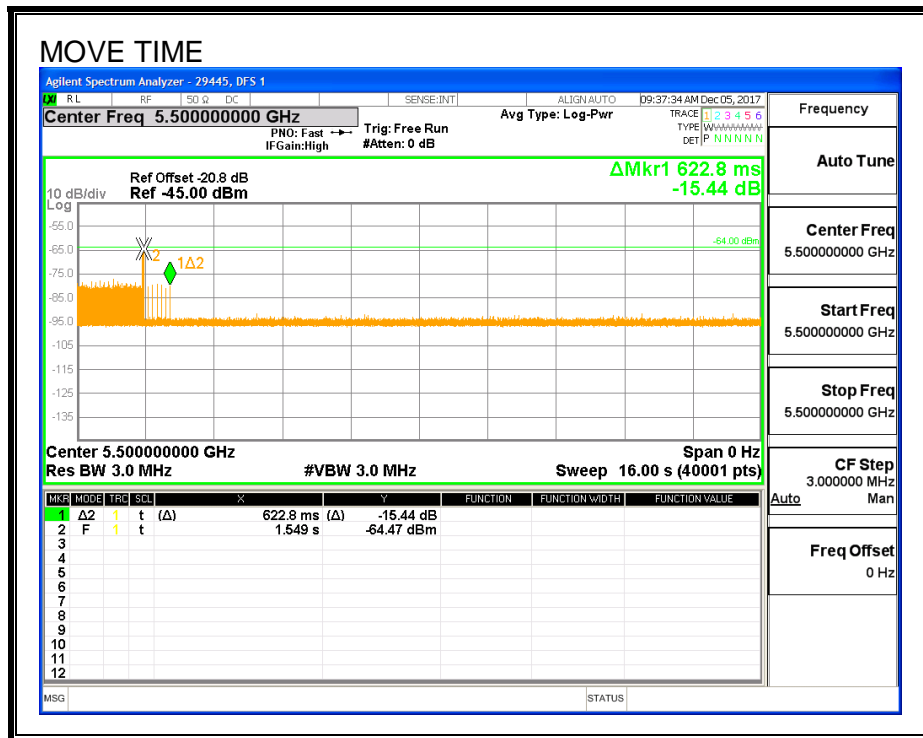 MOVE TIME
Agilent Spectrum Analyzer - 29445, DFS 1
LXI RL RF 50 Ω DC SENSE:INT ALIGN AUTO 09:37:34 AM Dec 05, 2017
Center Freq 5.500000000 GHz
PNO: Fast
IFGain:High
Trig: Free Run
#Atten: 0 dB
Avg Type: Log-Pwr
TRACE 1 2 3 4 5 6
TYPE WWWWWW
DET P N N N N N
Ref Offset -20.8 dB
10 dB/div Ref -45.00 dBm
Log
ΔMkr1 622.8 ms
-15.44 dB
-55.0
-65.0
-75.0
-85.0
-95.0
-105
-115
-125
-135
2
1Δ2
-64.00 dBm
Center 5.500000000 GHz Span 0 Hz
Res BW 3.0 MHz #VBW 3.0 MHz Sweep 16.00 s (40001 pts)
MKR MODE TRC SCL X Y FUNCTION FUNCTION WIDTH FUNCTION VALUE
1 Δ2 1 t (Δ) 622.8 ms (Δ) -15.44 dB
2 F 1 t 1.549 s -64.47 dBm
3
4
5
6
7
8
9
10
11
12
MSG STATUS
Frequency
Auto Tune
Center Freq
5.500000000 GHz
Start Freq
5.500000000 GHz
Stop Freq
5.500000000 GHz
CF Step
3.000000 MHz
Auto Man
Freq Offset
0 Hz